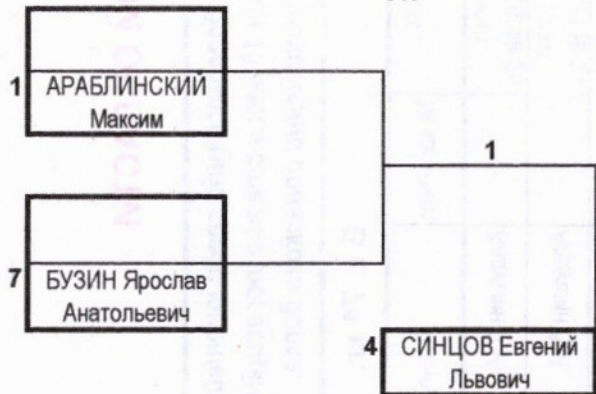 1 АРАБЛИНСКИЙ
Максим
1
7 БУЗИН Ярослав
Анатольевич
4 СИНЦОВ Евгений
Львович